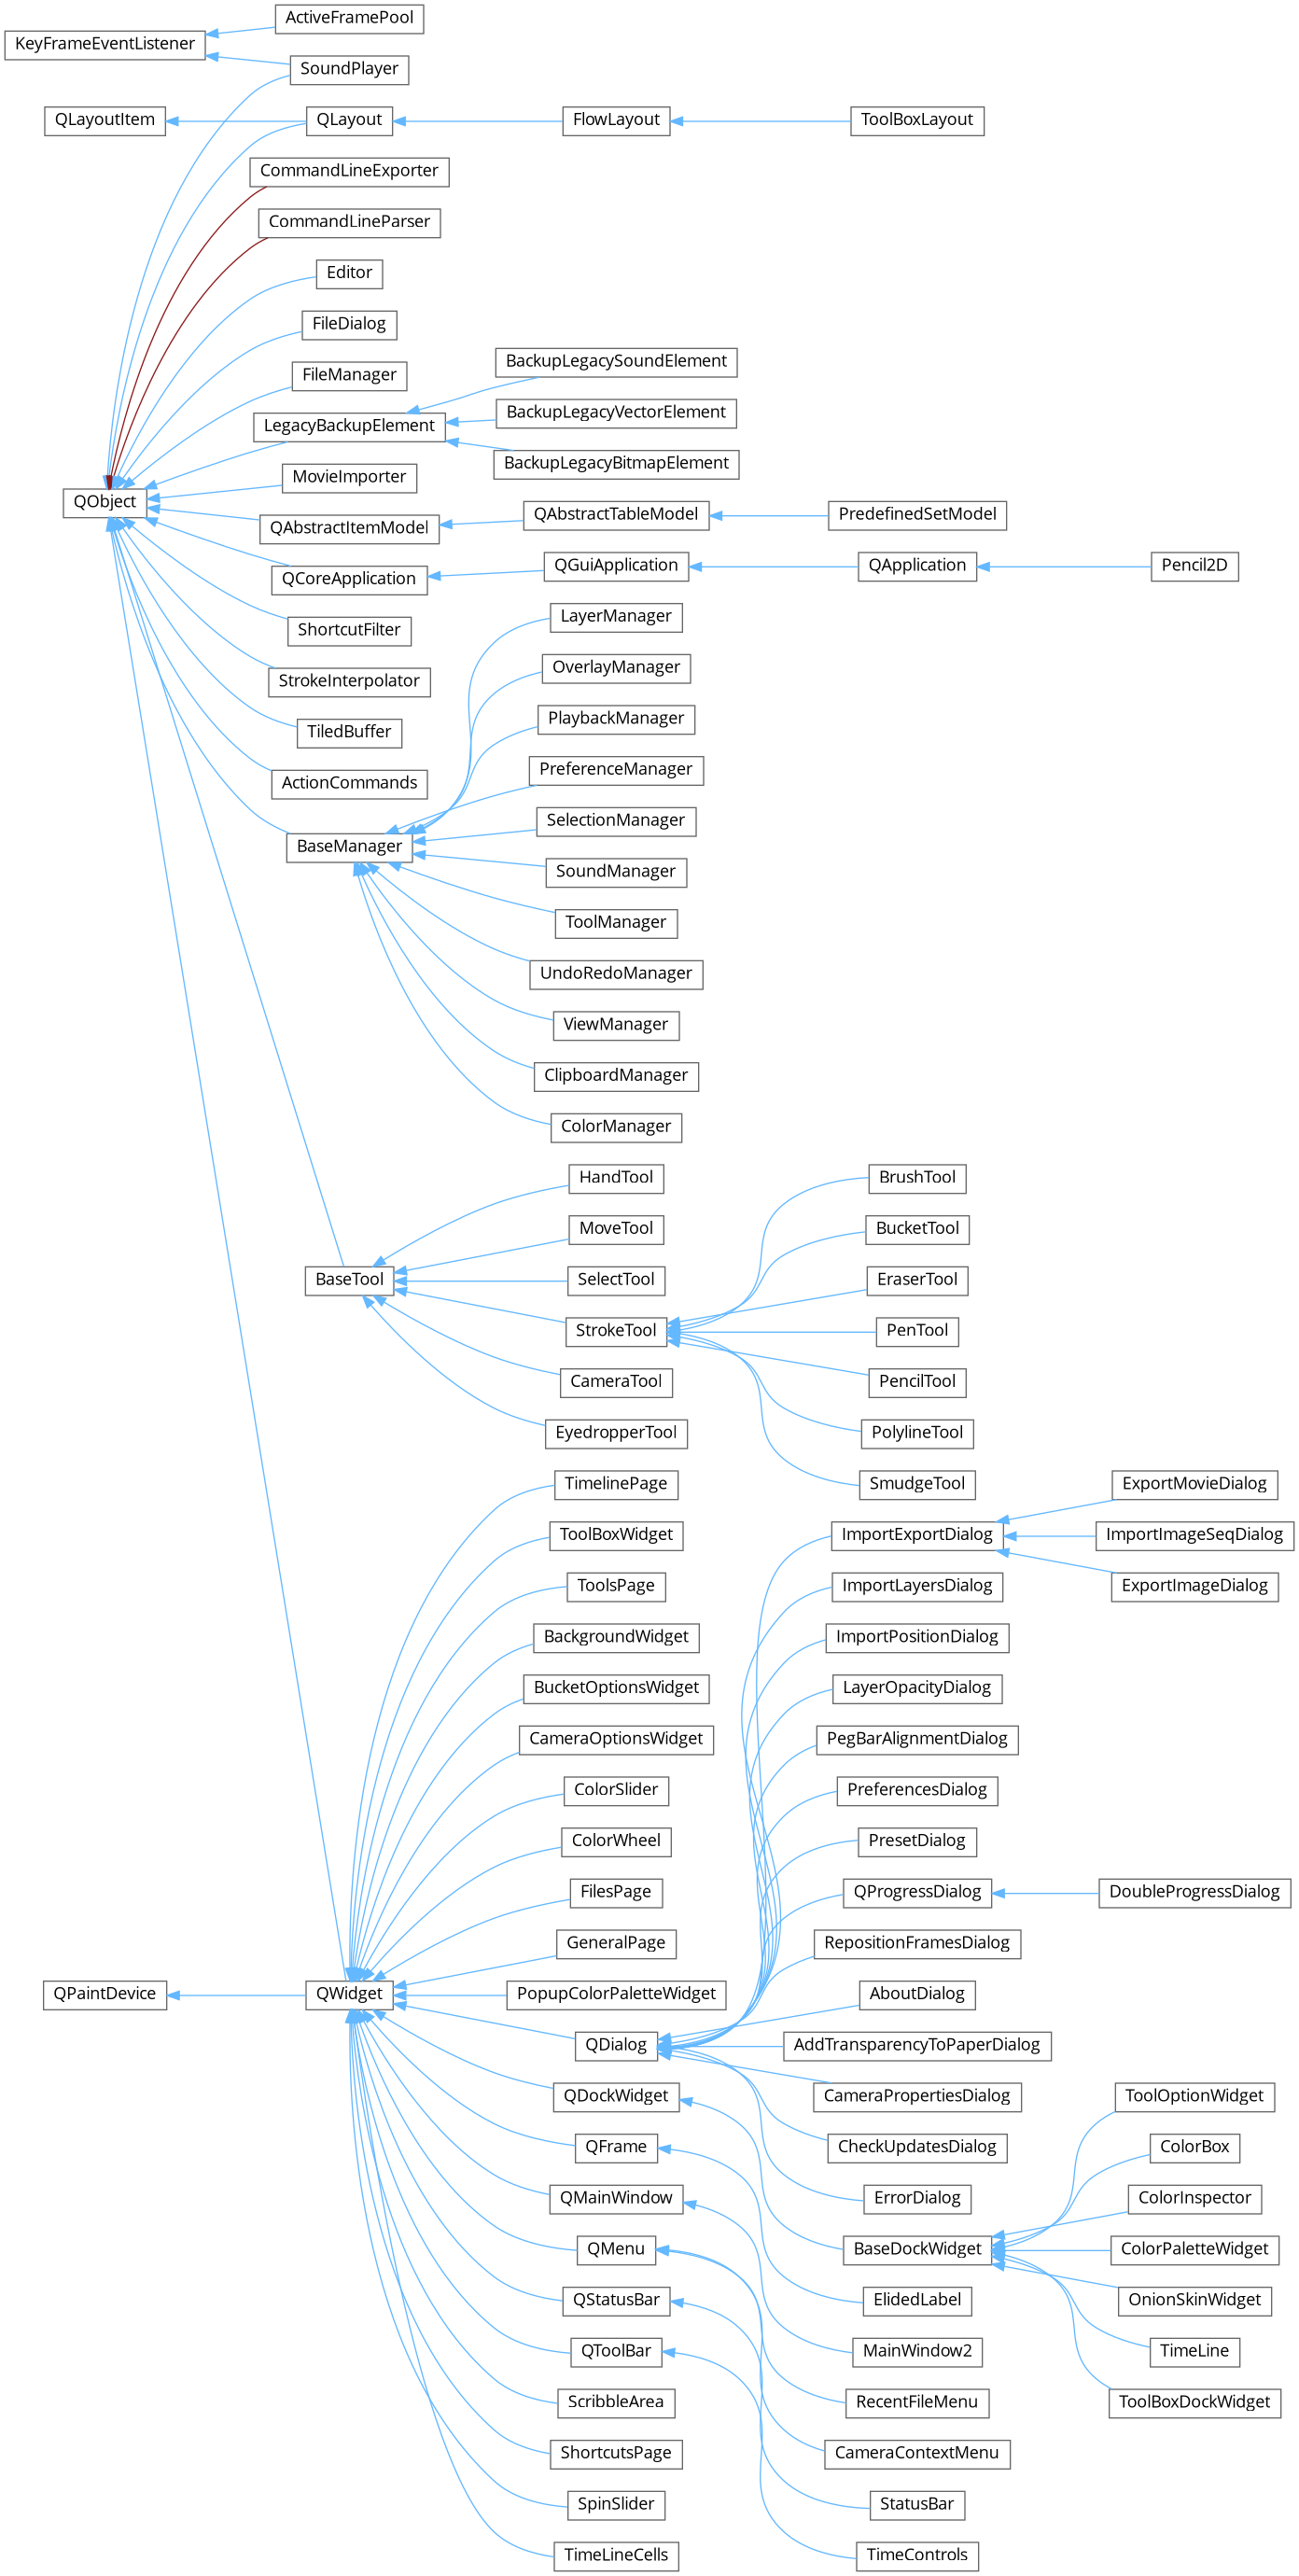 KeyFrameEventListener
ActiveFramePool
SoundPlayer
QLayoutItem
QLayout
FlowLayout
ToolBoxLayout
CommandLineExporter
CommandLineParser
Editor
FileDialog
FileManager
LegacyBackupElement
BackupLegacySoundElement
BackupLegacyVectorElement
BackupLegacyBitmapElement
QObject
MovieImporter
QAbstractItemModel
QAbstractTableModel
PredefinedSetModel
QCoreApplication
QGuiApplication
QApplication
Pencil2D
ShortcutFilter
StrokeInterpolator
TiledBuffer
ActionCommands
BaseManager
LayerManager
OverlayManager
PlaybackManager
PreferenceManager
SelectionManager
SoundManager
ToolManager
UndoRedoManager
ViewManager
ClipboardManager
ColorManager
BaseTool
HandTool
MoveTool
SelectTool
StrokeTool
CameraTool
EyedropperTool
BrushTool
BucketTool
EraserTool
PenTool
PencilTool
PolylineTool
SmudgeTool
QPaintDevice
QWidget
TimelinePage
ToolBoxWidget
ToolsPage
BackgroundWidget
BucketOptionsWidget
CameraOptionsWidget
ColorSlider
ColorWheel
FilesPage
GeneralPage
PopupColorPaletteWidget
QDialog
QDockWidget
QFrame
QMainWindow
QMenu
QStatusBar
QToolBar
ScribbleArea
ShortcutsPage
SpinSlider
TimeLineCells
ImportExportDialog
ExportMovieDialog
ImportImageSeqDialog
ExportImageDialog
ImportLayersDialog
ImportPositionDialog
LayerOpacityDialog
PegBarAlignmentDialog
PreferencesDialog
PresetDialog
QProgressDialog
DoubleProgressDialog
RepositionFramesDialog
AboutDialog
AddTransparencyToPaperDialog
CameraPropertiesDialog
CheckUpdatesDialog
ErrorDialog
BaseDockWidget
ToolOptionWidget
ColorBox
ColorInspector
ColorPaletteWidget
OnionSkinWidget
TimeLine
ToolBoxDockWidget
ElidedLabel
MainWindow2
RecentFileMenu
CameraContextMenu
StatusBar
TimeControls